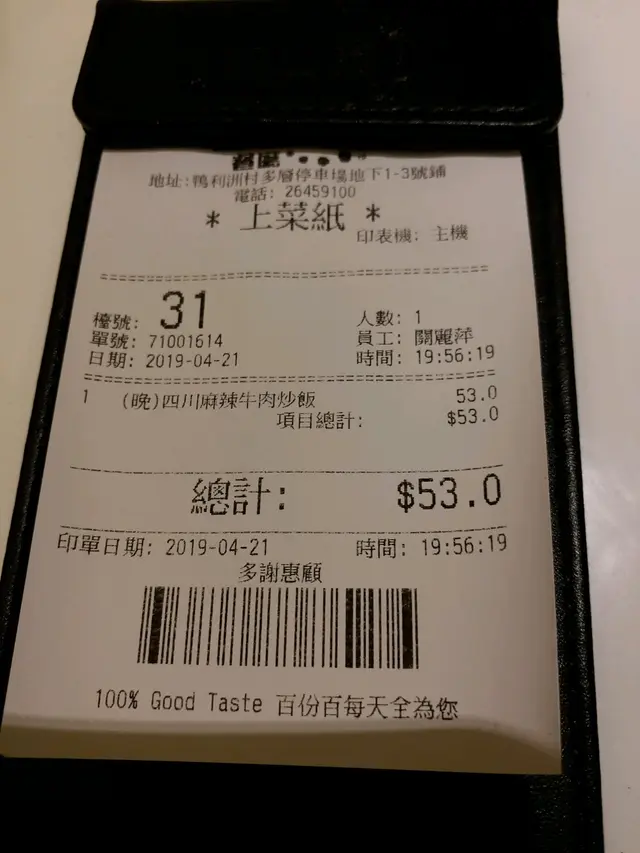 地址:鴨利洲村多層停車場地下1-3號鋪
電話: 26459100
* 上菜紙 *
印表機: 主機
檯號: 31
人數: 1
單號: 71001614
員工: 關麗萍
日期: 2019-04-21
時間: 19:56:19
1 (晚)四川麻辣牛肉炒飯 53.0
項目總計: $53.0
總計: $53.0
印單日期: 2019-04-21 時間: 19:56:19
多謝惠顧
100% Good Taste 百份百每天全為您